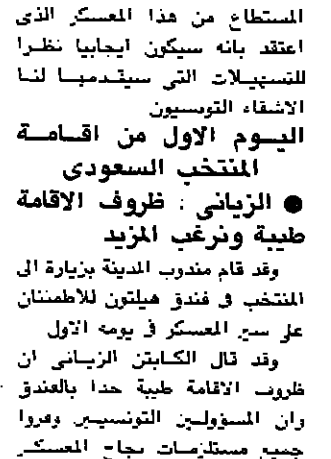 المستطاع من هذا المعسكر الذى
اعتقد بانه سيكون ايجابيا نظرا
للتسهيلات التى سيقدمها لنا
الاشقاء التونسيون
اليوم الاول من اقامة
المنتخب السعودى
● الزيانى : ظروف الاقامة
طيبة ونرغب المزيد
وقد قام مندوب المدينة بزيارة الى
المنتخب فى فندق هيلتون للاطمئنان
على سير المعسكر فى يومه الاول
وقد قال الكابتن الزيانى ان
ظروف الاقامة طيبة جدا بالفندق
وان المسؤولين التونسيين وفروا
جميع مستلزمات نجاح المعسكر